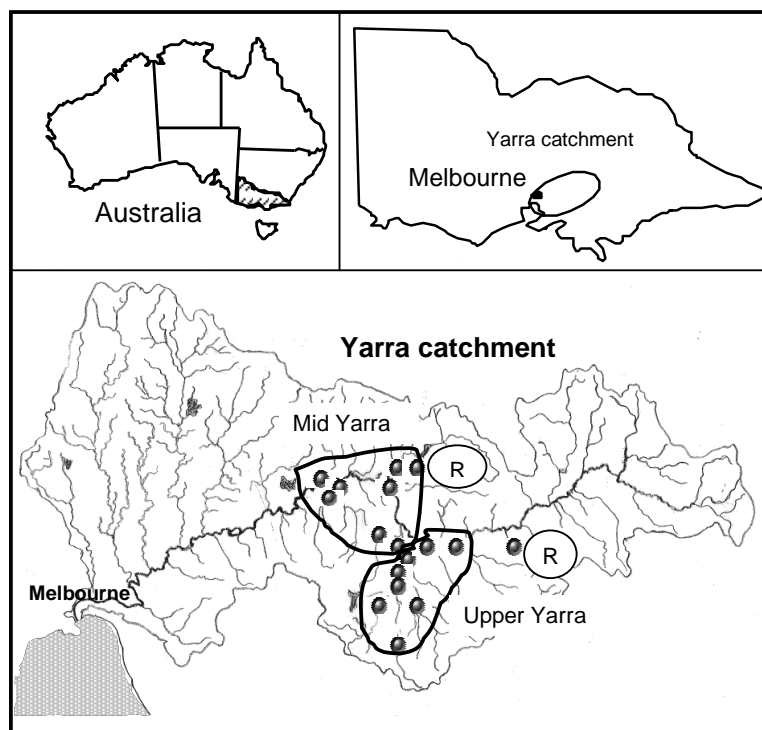 Australia
Yarra catchment
Melbourne
Yarra catchment
Mid Yarra
R
R
Melbourne
Upper Yarra